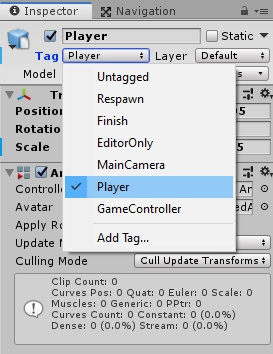 Inspector Navigation
Player Static
Tag Player Layer Default
Model
Untagged
Respawn
Finish
EditorOnly
MainCamera
Player
GameController
Add Tag...
Position
Rotatio
Scale
Controlle
Avatar
Apply Ro
Update M
Culling Mode Cull Update Transforms
Clip Count: 0
Curves Pos: 0 Quat: 0 Euler: 0 Scale: 0
Muscles: 0 Generic: 0 PPtr: 0
Curves Count: 0 Constant: 0 (0.0%)
Dense: 0 (0.0%) Stream: 0 (0.0%)